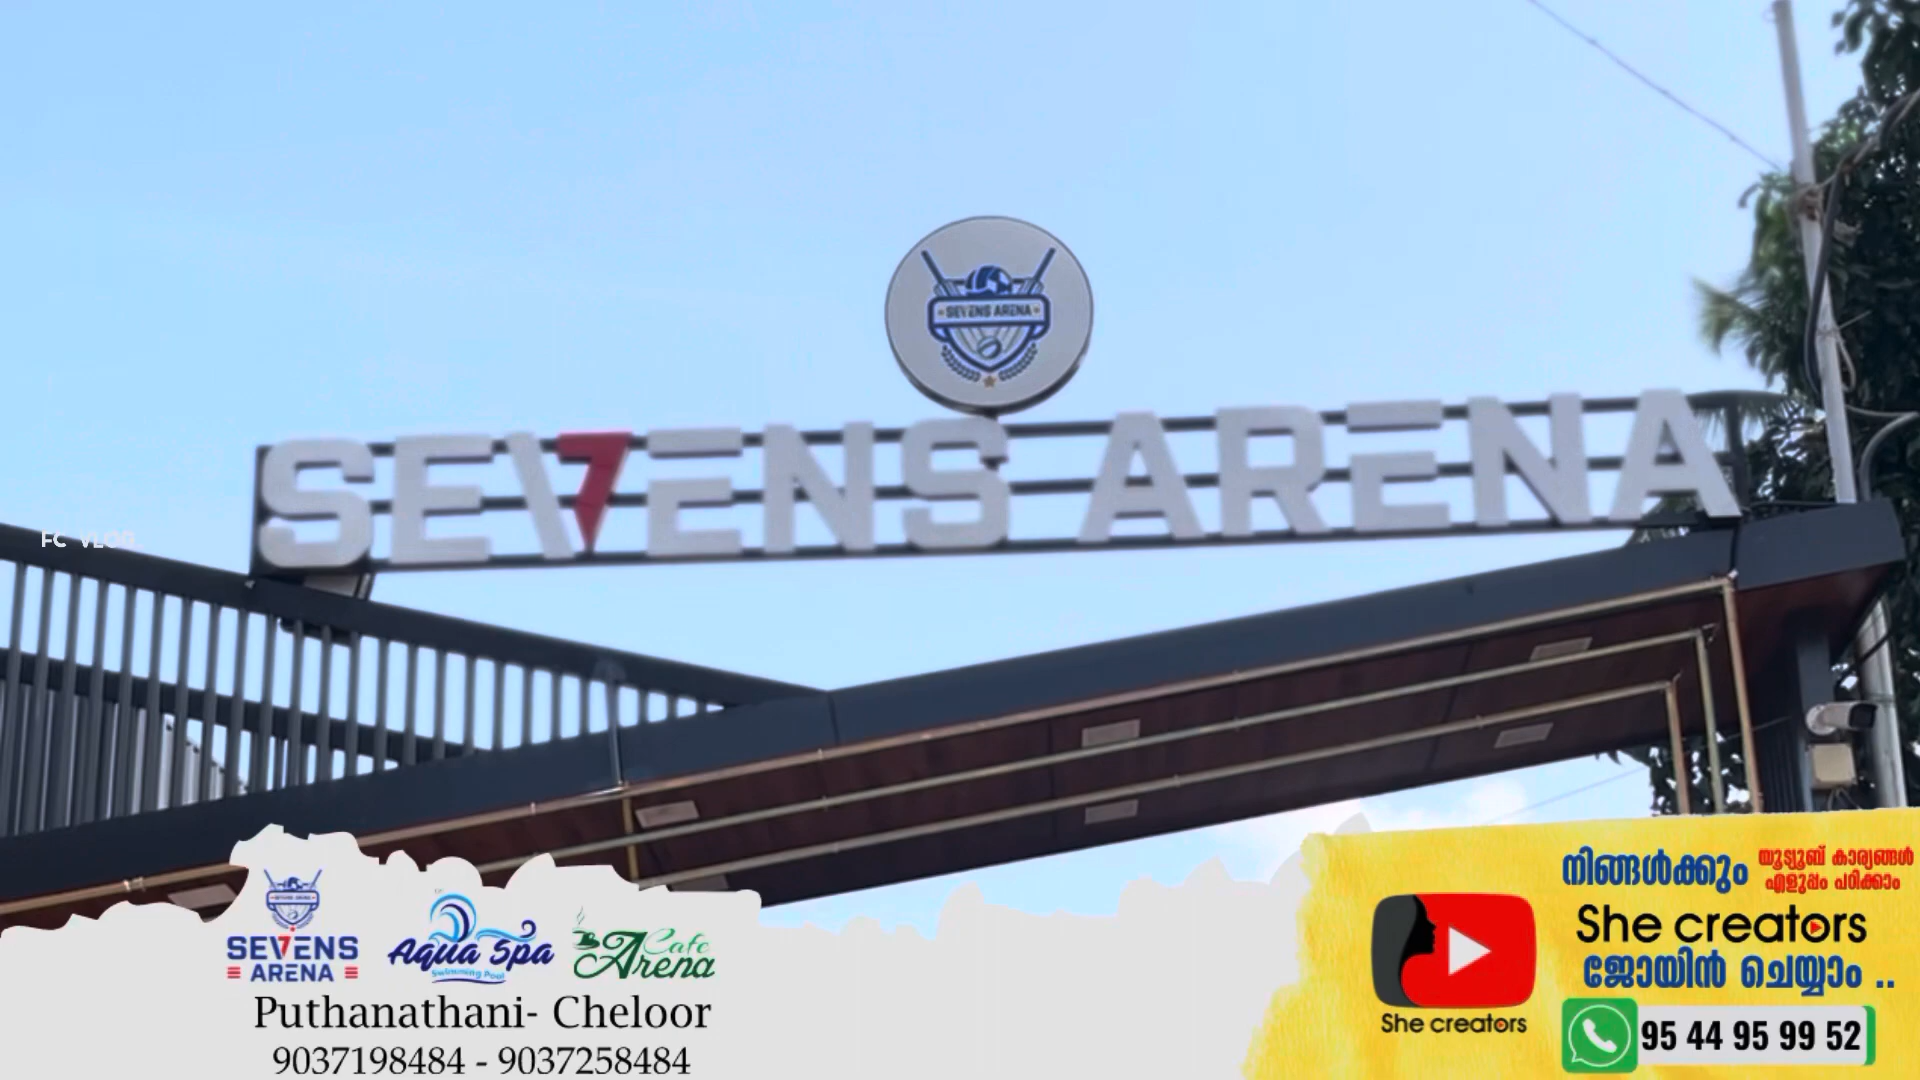 SEVENS ARENA
SE7ENS ARENA
FC VLOG
SEVENS
ARENA
Aqua Spa
Swimming Pool
Cafe
Arena
Puthanathani- Cheloor
9037198484 - 9037258484
നിങ്ങൾക്കും യൂട്യൂബ് കാര്യങ്ങൾ
എളുപ്പം പഠിക്കാം
She creators
ജോയിൻ ചെയ്യാം ..
She creators
95 44 95 99 52